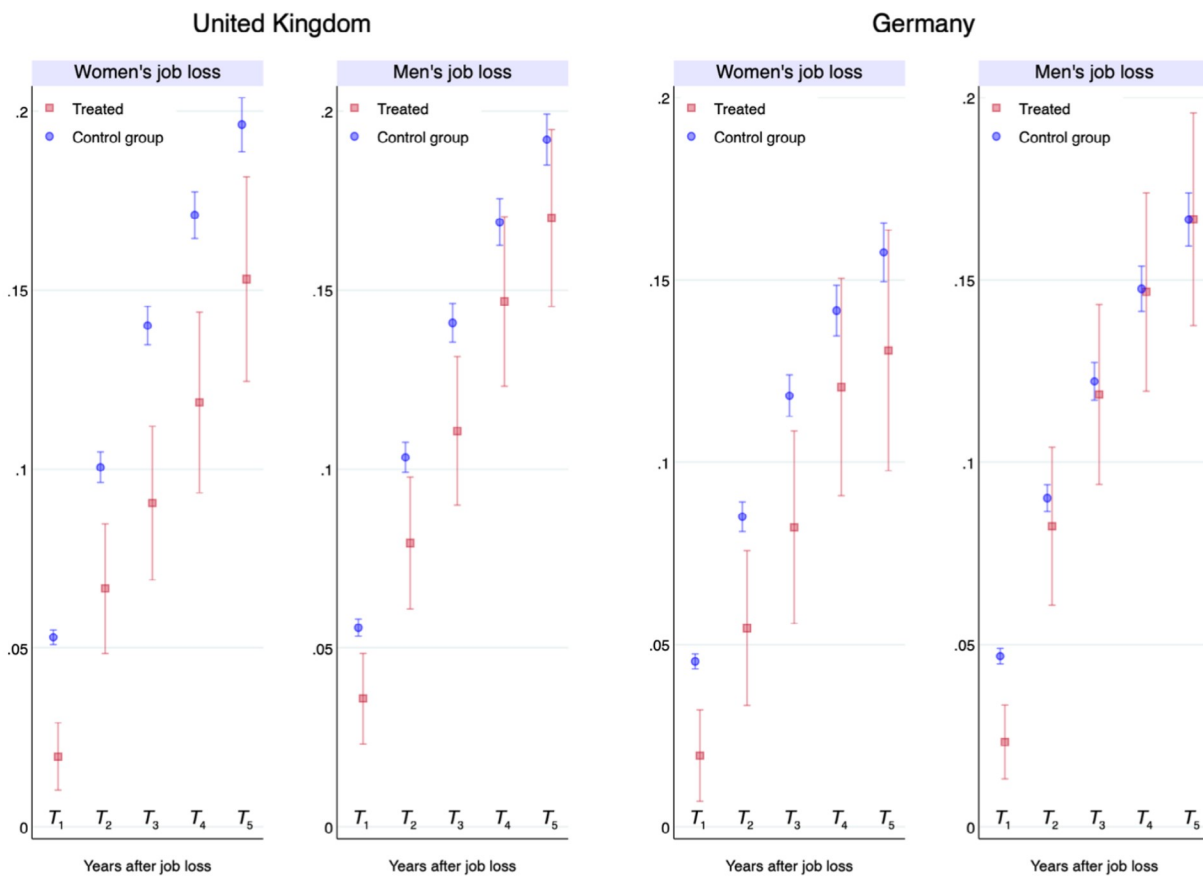 United Kingdom
Germany
Women's job loss
Men's job loss
Women's job loss
Men's job loss
Treated
Control group
Treated
Control group
Treated
Control group
Treated
Control group
.2
.15
.1
.05
0
.2
.15
.1
.05
0
.2
.15
.1
.05
0
.2
.15
.1
.05
0
T1 T2 T3 T4 T5
T1 T2 T3 T4 T5
T1 T2 T3 T4 T5
T1 T2 T3 T4 T5
Years after job loss
Years after job loss
Years after job loss
Years after job loss